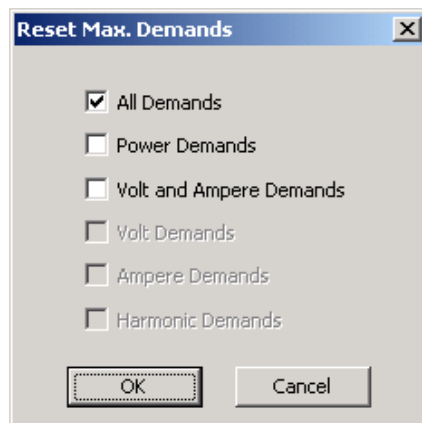 Reset Max. Demands
All Demands
Power Demands
Volt and Ampere Demands
Volt Demands
Ampere Demands
Harmonic Demands
OK Cancel